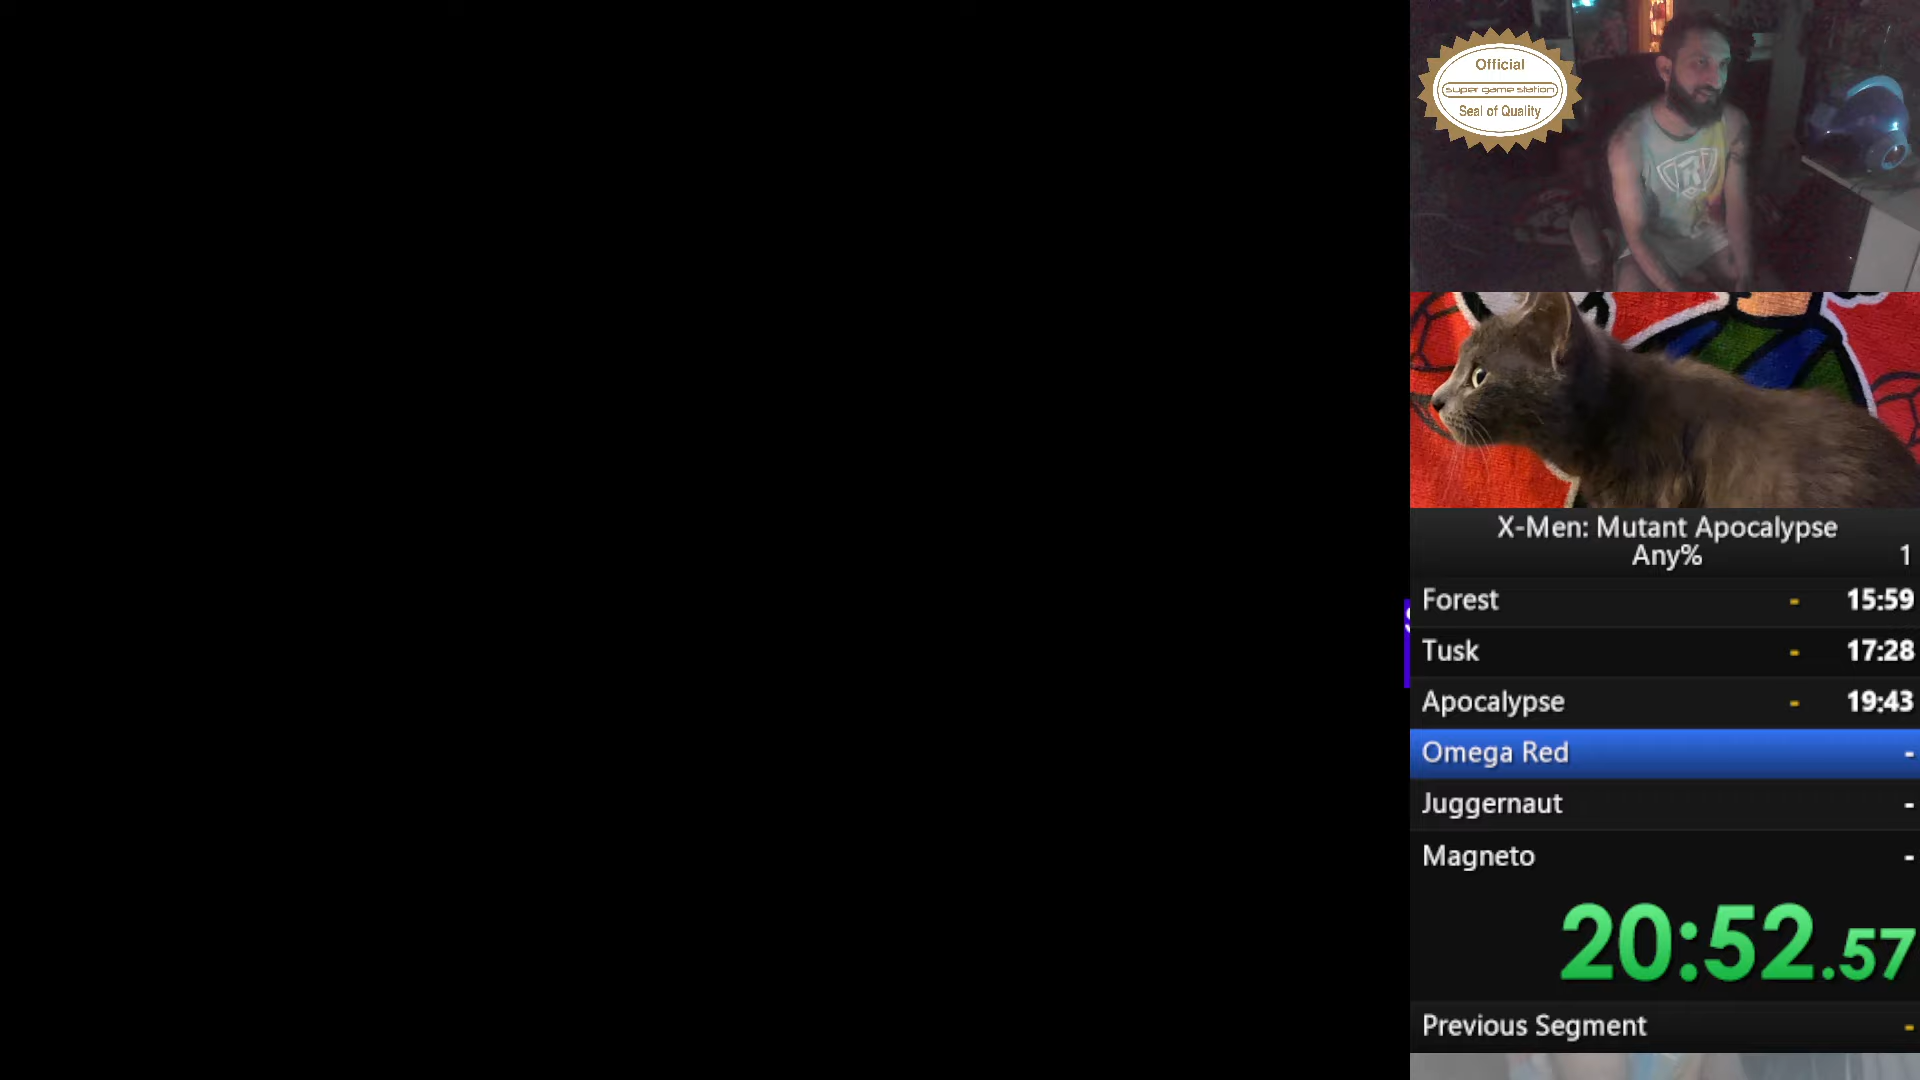 Official
super game station
Seal of Quality
X-Men: Mutant Apocalypse
Any% 1
Forest - 15:59
Tusk - 17:28
Apocalypse - 19:43
Omega Red -
Juggernaut -
Magneto -
20:52.57
Previous Segment -